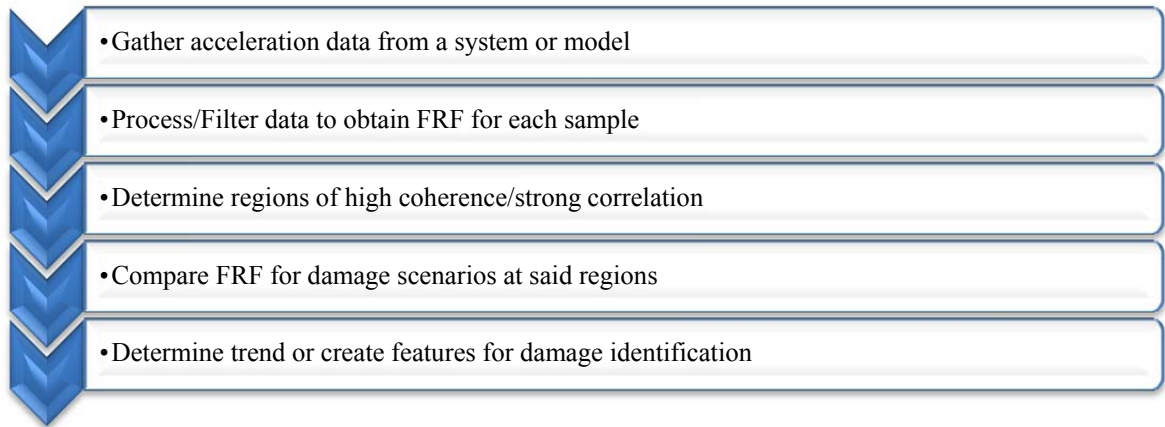 •Gather acceleration data from a system or model
•Process/Filter data to obtain FRF for each sample
•Determine regions of high coherence/strong correlation
•Compare FRF for damage scenarios at said regions
•Determine trend or create features for damage identification